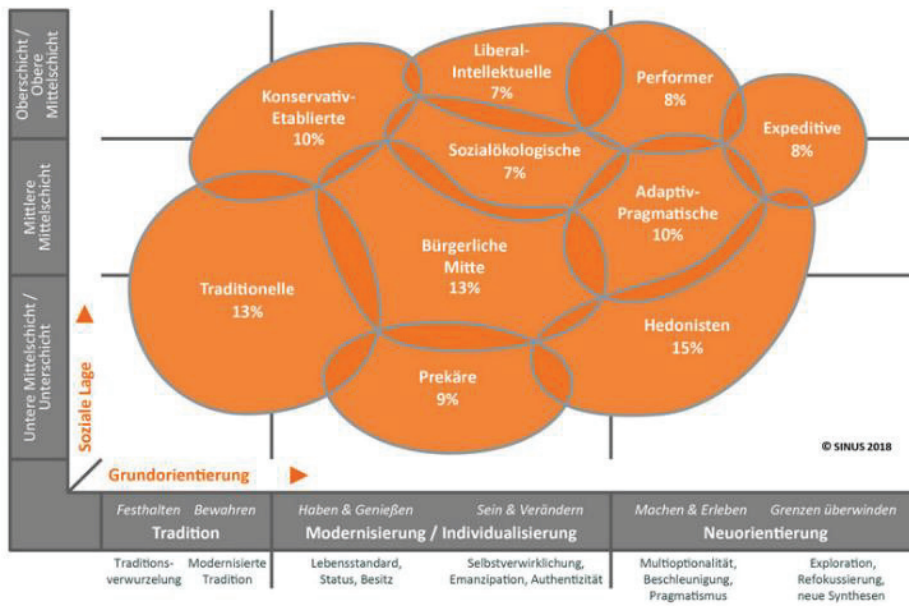 Oberschicht /
Obere
Mittelschicht
Mittlere
Mittelschicht
Untere Mittelschicht /
Unterschicht
Soziale Lage
Konservativ-
Etablierte
10%
Liberal-
Intellektuelle
7%
Performer
8%
Expeditive
8%
Sozialökologische
7%
Adaptiv-
Pragmatische
10%
Traditionelle
13%
Bürgerliche
Mitte
13%
Hedonisten
15%
Prekäre
9%
© SINUS 2018
Grundorientierung
Festhalten Bewahren
Tradition
Haben & Genießen Sein & Verändern
Modernisierung / Individualisierung
Machen & Erleben Grenzen überwinden
Neuorientierung
Traditions-
verwurzelung
Modernisierte
Tradition
Lebensstandard,
Status, Besitz
Selbstverwirklichung,
Emanzipation, Authentizität
Multioptionalität,
Beschleunigung,
Pragmatismus
Exploration,
Refokussierung,
neue Synthesen